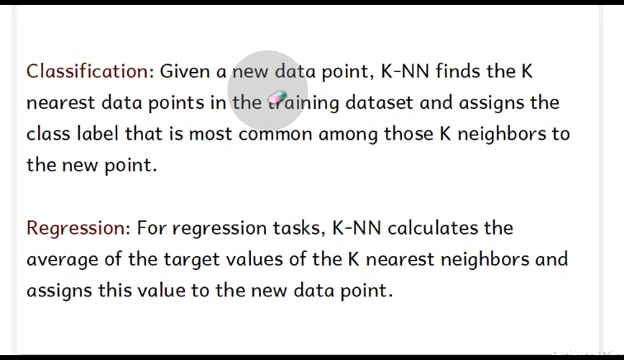 Classification: Given a new data point, K-NN finds the K
nearest data points in the training dataset and assigns the
class label that is most common among those K neighbors to
the new point.
Regression: For regression tasks, K-NN calculates the
average of the target values of the K nearest neighbors and
assigns this value to the new data point.